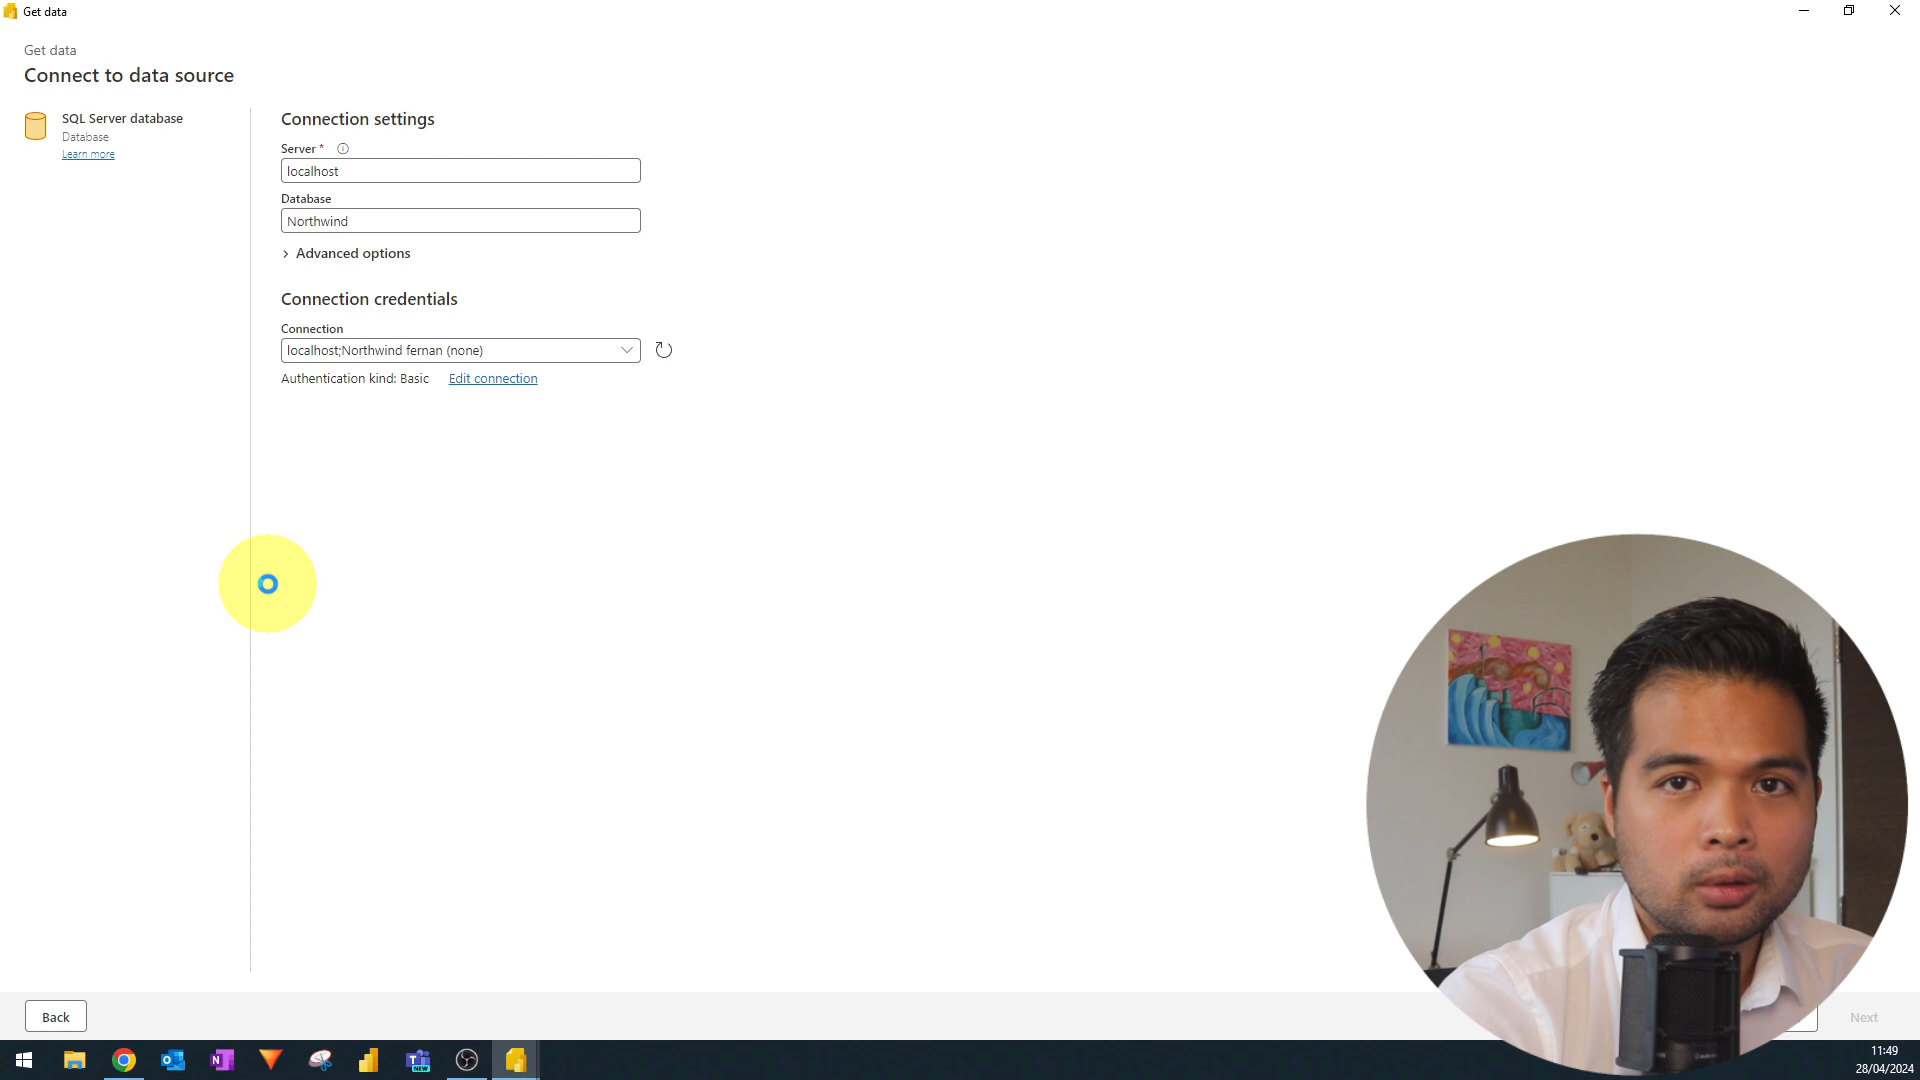 Get data
Get data
Connect to data source
SQL Server database
Database
Learn more
Connection settings
Server *
localhost
Database
Northwind
Advanced options
Connection credentials
Connection
localhost;Northwind fernan (none)
Authentication kind: Basic Edit connection
Back
Next
NEW
11:49
28/04/2024